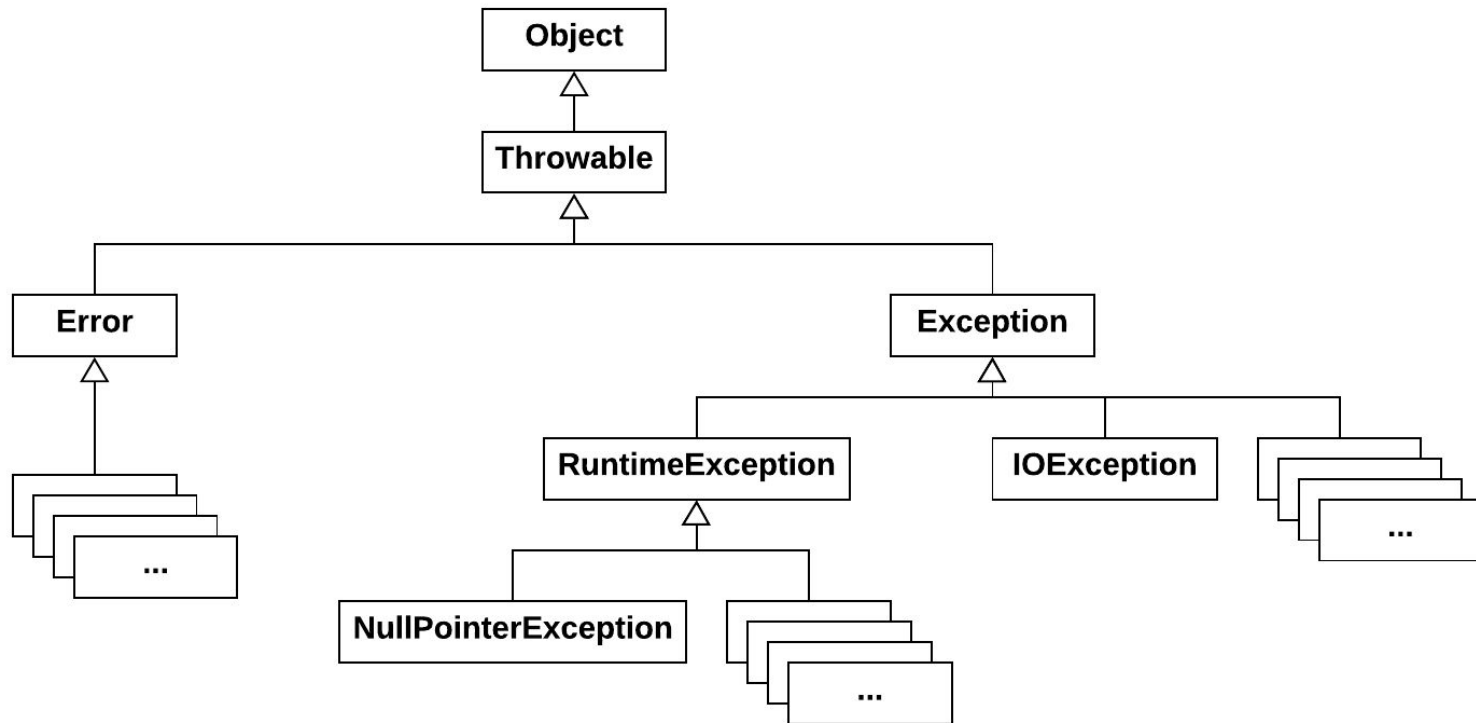 Object
Throwable
Error
Exception
RuntimeException
IOException
...
...
NullPointerException
...